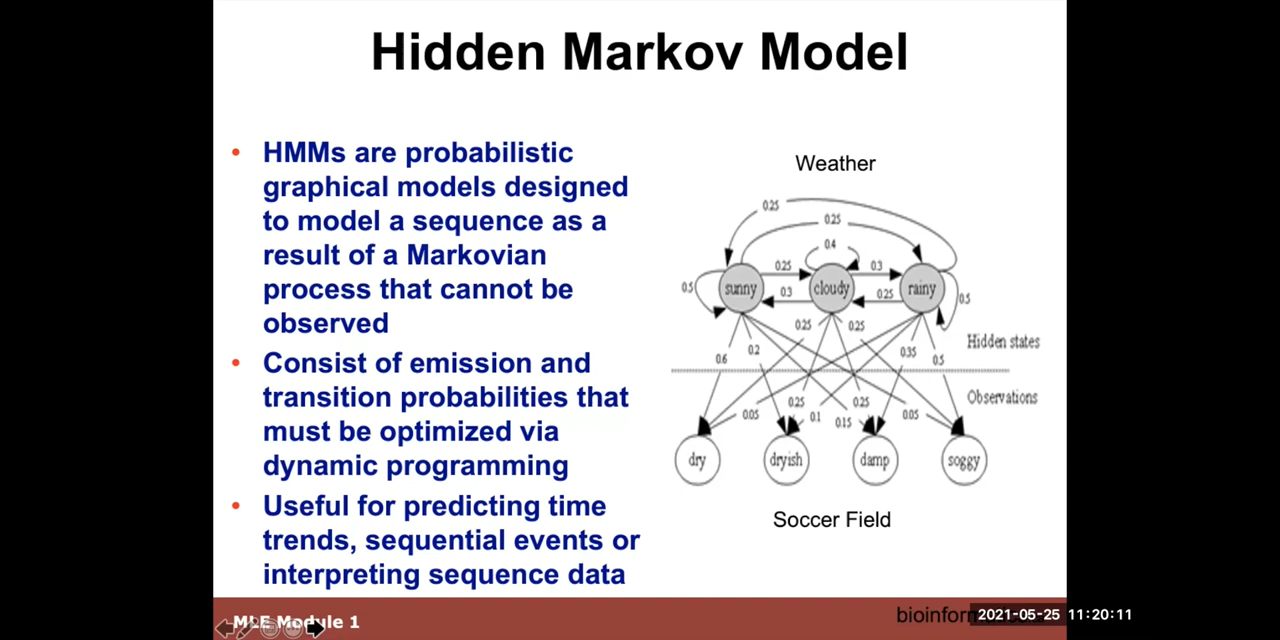 Hidden Markov Model
• HMMs are probabilistic
graphical models designed
to model a sequence as a
result of a Markovian
process that cannot be
observed
• Consist of emission and
transition probabilities that
must be optimized via
dynamic programming
• Useful for predicting time
trends, sequential events or
interpreting sequence data
Weather
0.25
0.25
0.4
0.25
0.3
0.5
sunny
cloudy
rainy
0.3
0.25
0.5
0.25
0.25
Hidden states
0.6
0.2
0.35
0.5
Observations
0.05
0.25
0.1
0.25
0.15
0.05
dry
dryish
damp
soggy
Soccer Field
MLE Module 1
2021-05-25 11:20:11